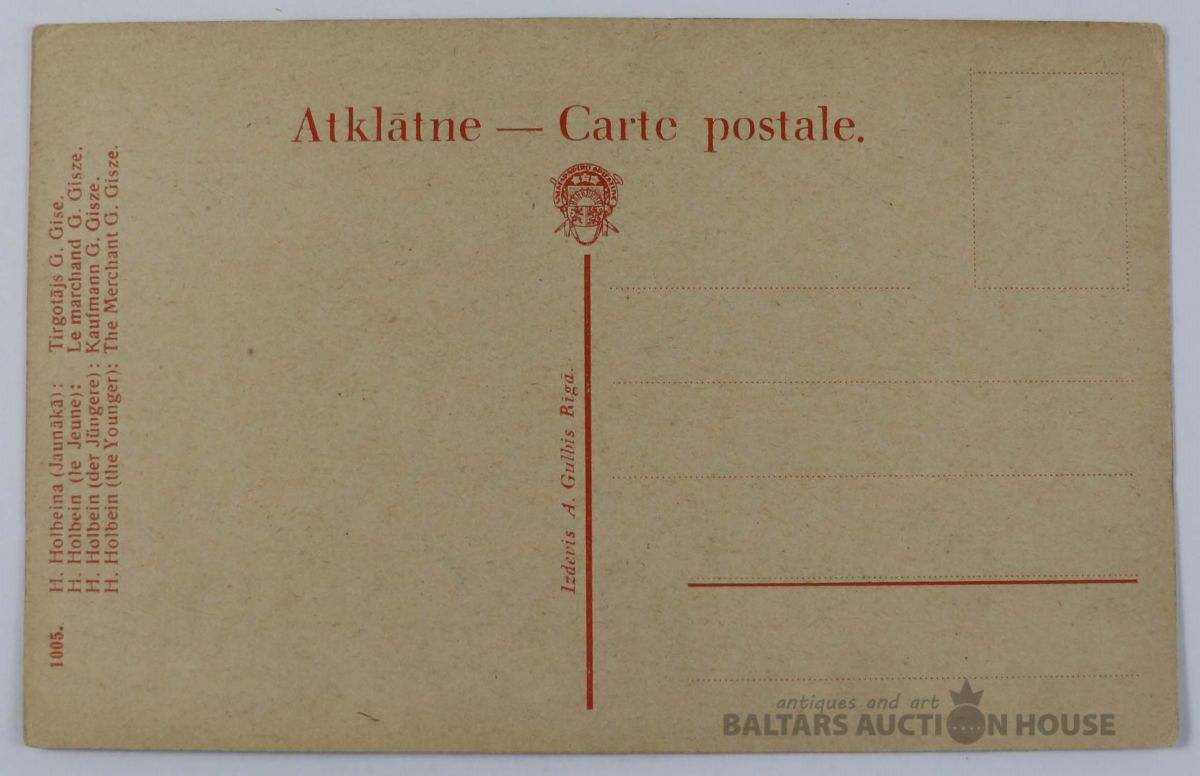 Atklātne — Carte postale.
1005. H. Holbeina (Jaunākā): Tirgotājs G. Gise.
H. Holbein (le Jeune): Le marchand G. Gisze.
H. Holbein (der Jüngere): Kaufmann G. Gisze.
H. Holbein (the Younger): The Merchant G. Gisze.
Izdevis A. Gulbis Rīgā.
antiques and art
BALTARS AUCTION HOUSE